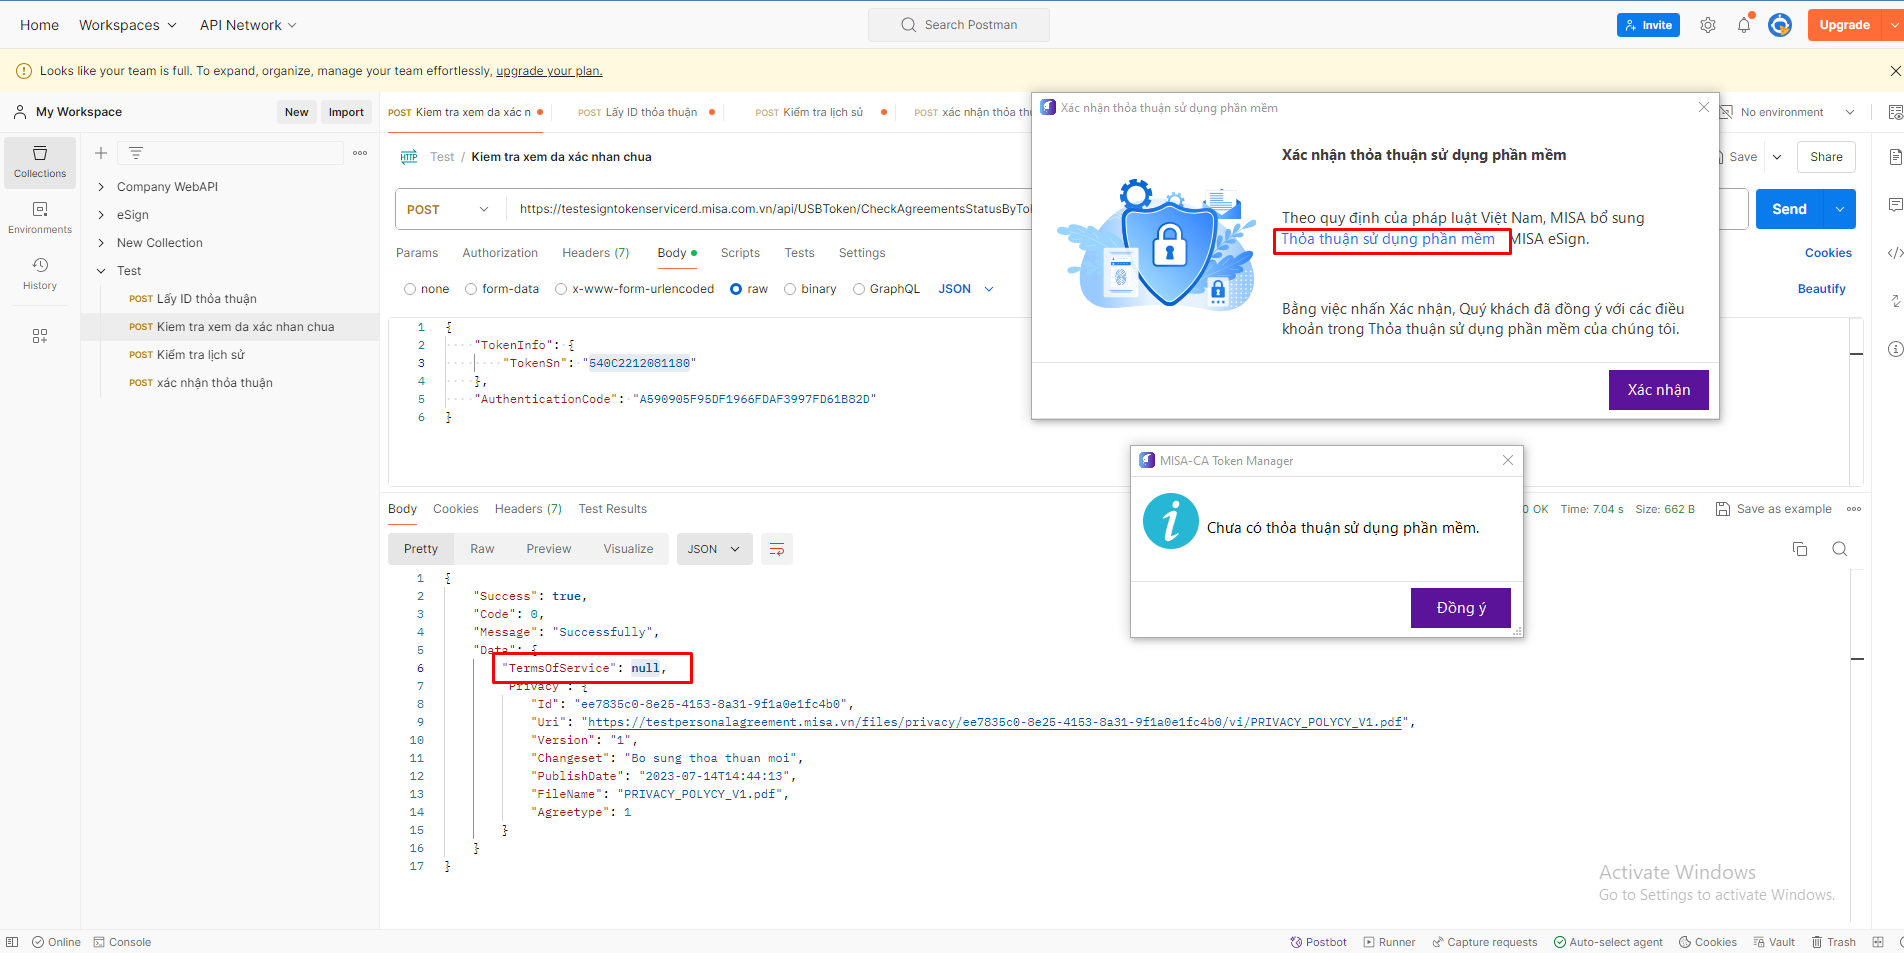 Home Workspaces API Network Search Postman Invite Upgrade
Looks like your team is full. To expand, organize, manage your team effortlessly, upgrade your plan.
My Workspace New Import
POST Kiem tra xem da xác n POST Lấy ID thỏa thuận POST Kiểm tra lịch sử POST xác nhận thỏa thu No environment
Collections
Environments
History
Company WebAPI
eSign
New Collection
Test
POST Lấy ID thỏa thuận
POST Kiem tra xem da xác nhan chua
POST Kiểm tra lịch sử
POST xác nhận thỏa thuận
HTTP Test / Kiem tra xem da xác nhan chua Save Share
POST https://testesigntokenservicerd.misa.com.vn/api/USBToken/CheckAgreementsStatusByTo Send
Params Authorization Headers (7) Body Scripts Tests Settings Cookies
none form-data x-www-form-urlencoded raw binary GraphQL JSON Beautify
1 {
2 "TokenInfo": {
3 "TokenSn": "540C2212081180"
4 },
5 "AuthenticationCode": "A590905F95DF1966FDAF3997FD61B82D"
6 }
Xác nhận thỏa thuận sử dụng phần mềm
Xác nhận thỏa thuận sử dụng phần mềm
Theo quy định của pháp luật Việt Nam, MISA bổ sung
Thỏa thuận sử dụng phần mềm MISA eSign.
Bằng việc nhấn Xác nhận, Quý khách đã đồng ý với các điều
khoản trong Thỏa thuận sử dụng phần mềm của chúng tôi.
Xác nhận
MISA-CA Token Manager
Chưa có thỏa thuận sử dụng phần mềm.
Đồng ý
Body Cookies Headers (7) Test Results 0 OK Time: 7.04 s Size: 662 B Save as example
Pretty Raw Preview Visualize JSON
1 {
2 "Success": true,
3 "Code": 0,
4 "Message": "Successfully",
5 "Data": {
6 "TermsOfService": null,
7 "Privacy": {
8 "Id": "ee7835c0-8e25-4153-8a31-9f1a0e1fc4b0",
9 "Uri": "https://testpersonalagreement.misa.vn/files/privacy/ee7835c0-8e25-4153-8a31-9f1a0e1fc4b0/vi/PRIVACY_POLYCY_V1.pdf",
10 "Version": "1",
11 "Changeset": "Bo sung thoa thuan moi",
12 "PublishDate": "2023-07-14T14:44:13",
13 "FileName": "PRIVACY_POLYCY_V1.pdf",
14 "Agreetype": 1
15 }
16 }
17 }
Activate Windows
Go to Settings to activate Windows.
Online Console Postbot Runner Capture requests Auto-select agent Cookies Vault Trash